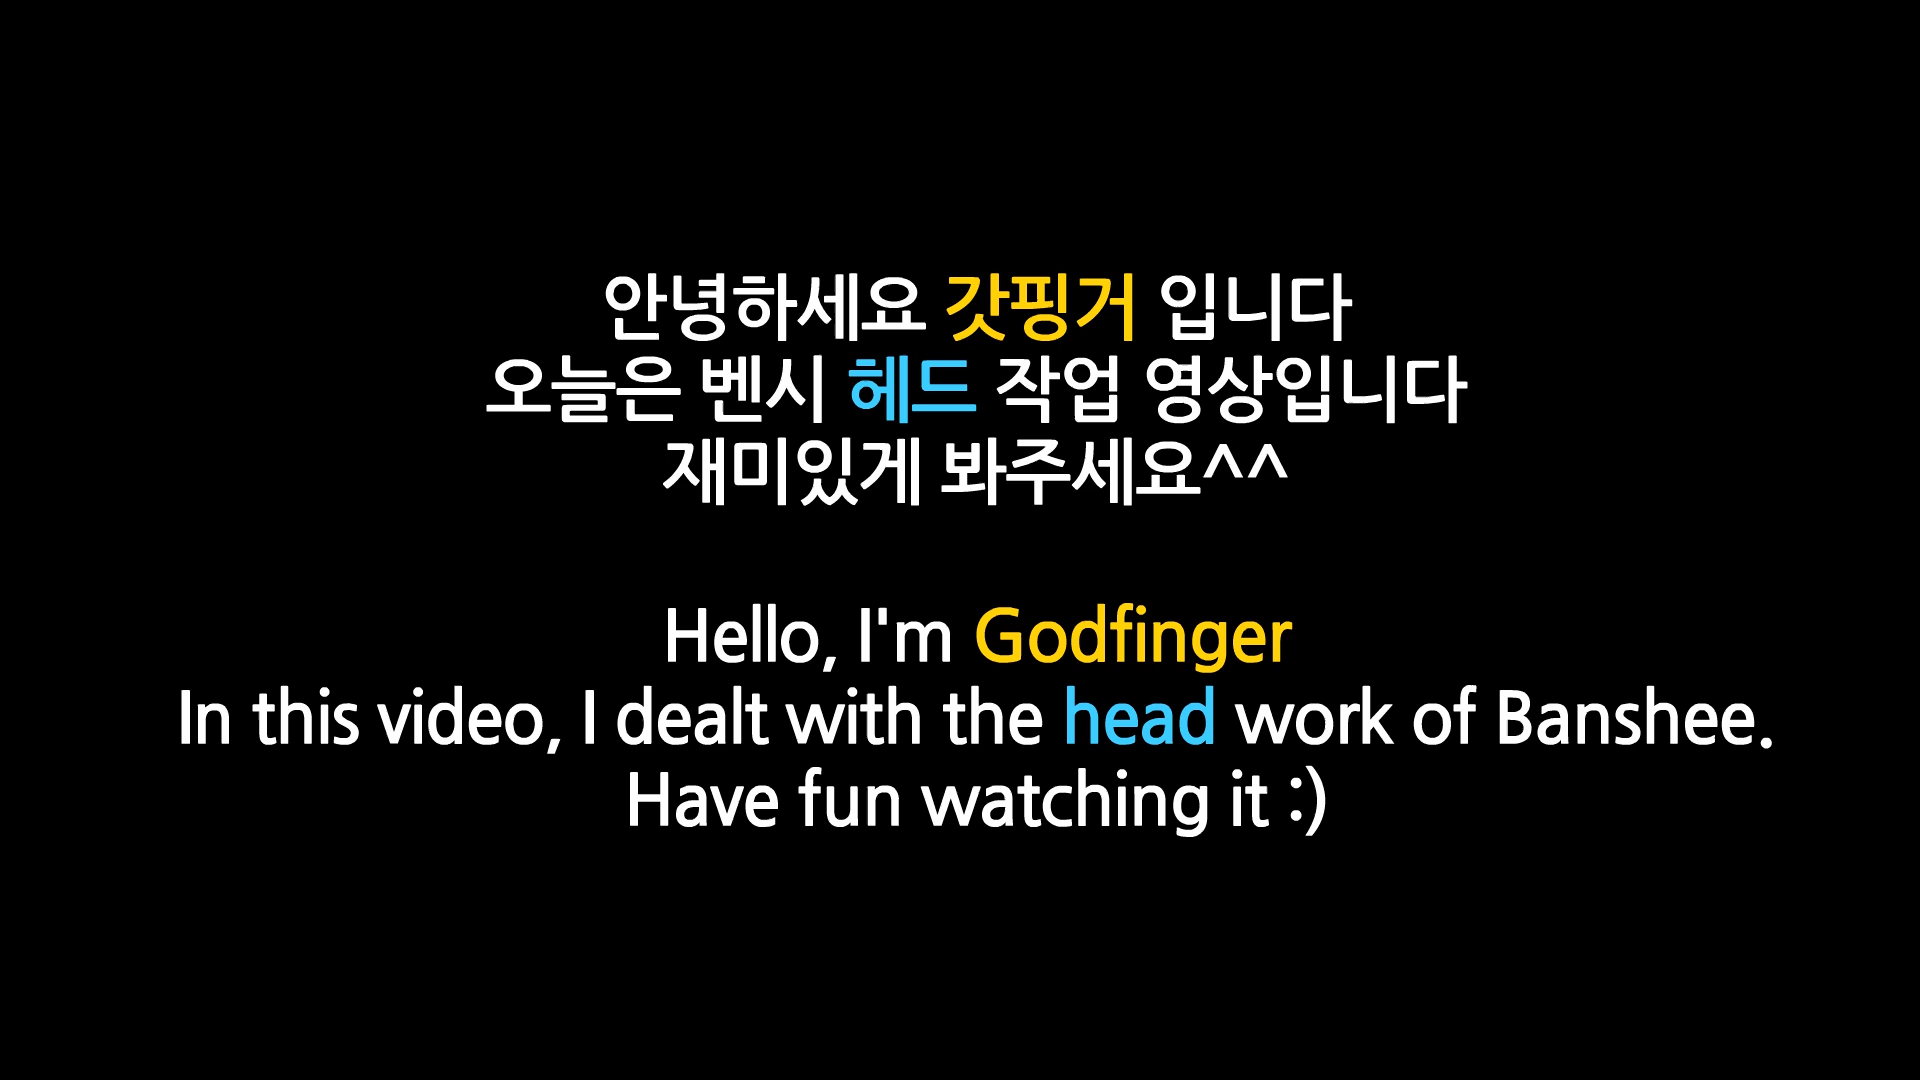 안녕하세요 갓핑거 입니다
오늘은 벤시 헤드 작업 영상입니다
재미있게 봐주세요^^
Hello, I'm Godfinger
In this video, I dealt with the head work of Banshee.
Have fun watching it :)